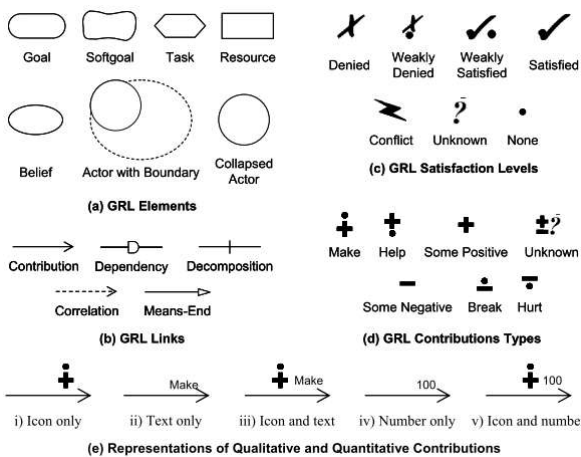 Goal Softgoal Task Resource
Belief Actor with Boundary Collapsed
Actor
(a) GRL Elements
Denied Weakly
Denied Weakly
Satisfied Satisfied
Conflict Unknown None
(c) GRL Satisfaction Levels
Contribution Dependency Decomposition
Correlation Means-End
(b) GRL Links
Make Help Some Positive Unknown
Some Negative Break Hurt
(d) GRL Contributions Types
Make Make 100 100
i) Icon only ii) Text only iii) Icon and text iv) Number only v) Icon and numbe
(e) Representations of Qualitative and Quantitative Contributions